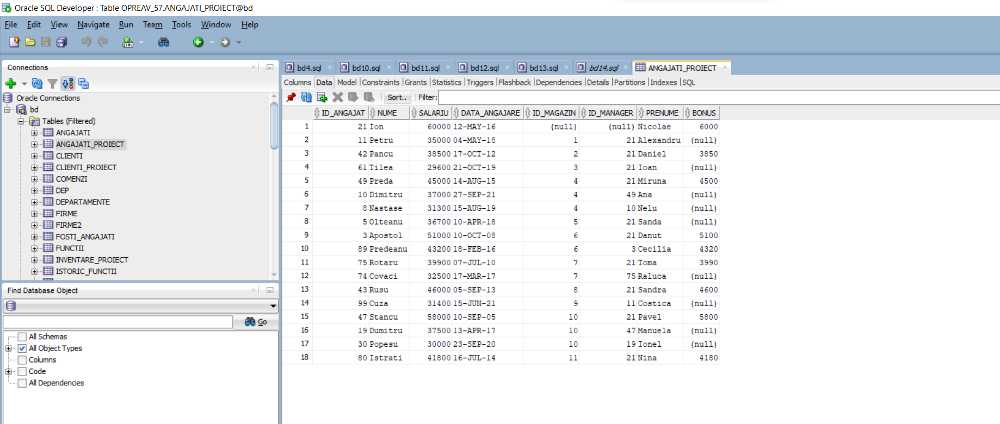 Oracle SQL Developer : Table OPREAV_57.ANGAJATI_PROIECT@bd
File Edit View Navigate Run Team Tools Window Help
SQL
Connections
Oracle Connections
bd
Tables (Filtered)
ANGAJATI
ANGAJATI_PROIECT
CLIENTI
CLIENTI_PROIECT
COMENZI
DEP
DEPARTAMENTE
FIRME
FIRME2
FOSTI_ANGAJATI
FUNCTII
INVENTARE_PROIECT
ISTORIC_FUNCTII
Find Database Object
Go
All Schemas
All Object Types
Columns
Code
All Dependencies
bd4.sql bd10.sql bd11.sql bd12.sql bd13.sql bd14.sql ANGAJATI_PROIECT
Columns Data Model Constraints Grants Statistics Triggers Flashback Dependencies Details Partitions Indexes SQL
Sort.. Filter:
ID_ANGAJAT NUME SALARIU DATA_ANGAJARE ID_MAGAZIN ID_MANAGER PRENUME BONUS
1 21 Ion 60000 12-MAY-16 (null) (null) Nicolae 6000
2 11 Petru 35000 04-MAY-18 1 21 Alexandru (null)
3 42 Pancu 38500 17-OCT-12 2 21 Daniel 3850
4 61 Tilea 29600 21-OCT-19 3 21 Ioan (null)
5 49 Preda 45000 14-AUG-15 4 21 Miruna 4500
6 10 Dimitru 37000 27-SEP-21 4 49 Ana (null)
7 8 Nastase 31300 15-AUG-19 4 10 Nelu (null)
8 5 Olteanu 36700 10-APR-18 5 21 Sanda (null)
9 3 Apostol 51000 10-OCT-08 6 21 Danut 5100
10 89 Predeanu 43200 18-FEB-16 6 3 Cecilia 4320
11 75 Rotaru 39900 07-JUL-10 7 21 Toma 3990
12 74 Covaci 32500 17-MAR-17 7 75 Raluca (null)
13 43 Rusu 46000 05-SEP-13 8 21 Sandra 4600
14 99 Cuza 31400 15-JUN-21 9 11 Costica (null)
15 47 Stancu 58000 10-SEP-05 10 21 Pavel 5800
16 19 Dumitru 37500 13-APR-17 10 47 Manuela (null)
17 30 Popesu 30000 23-SEP-20 10 19 Ionel (null)
18 80 Istrati 41800 16-JUL-14 11 21 Nina 4180